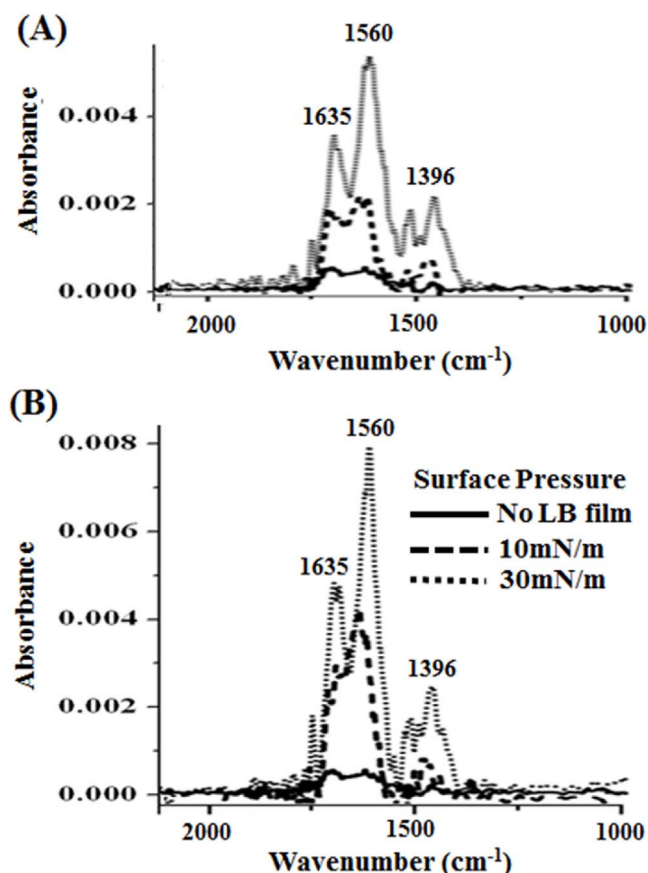 (A)
1560
1635
1396
0.004
0.002
0.000
Absorbance
2000
1500
1000
Wavenumber (cm-1)
(B)
1560
1635
1396
0.008
0.006
0.004
0.002
0.000
Absorbance
Surface Pressure
No LB film
10mN/m
30mN/m
2000
1500
1000
Wavenumber (cm-1)